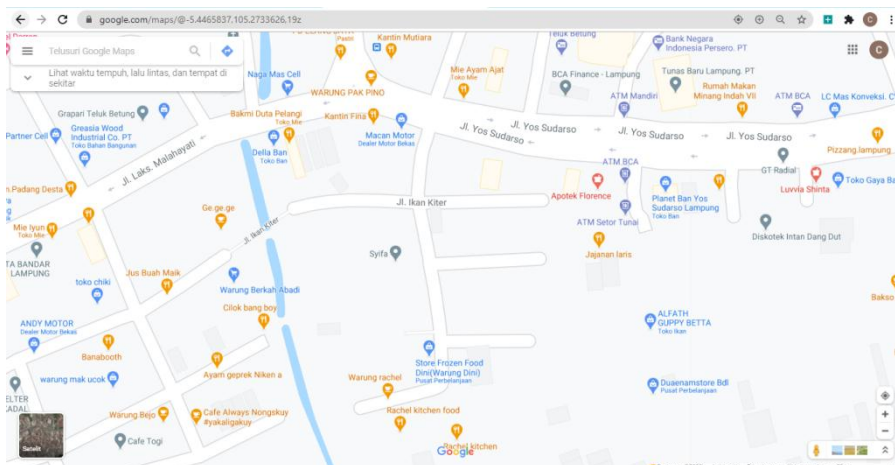 google.com/maps/@-5.4465837,105.2733626,19z
Telusuri Google Maps
Lihat waktu tempuh, lalu lintas, dan tempat di
sekitar
Kantin Mutiara
Teluk Betung
Bank Negara
Indonesia Persero. PT
Naga Mas Cell
WARUNG PAK PINO
Mie Ayam Ajat
Toko Mie
BCA Finance - Lampung
Tunas Baru Lampung. PT
Rumah Makan
Minang Indah VII
ATM Mandiri
ATM BCA
LC Mas Konveksi. C
Grapari Teluk Betung
Bakmi Duta Pelangi
Toko Mie
Kantin Fina
Partner Cell
Greasia Wood
Industrial Co. PT
Toko Bahan Bangunan
Macan Motor
Dealer Motor Bekas
Jl. Yos Sudarso
Jl. Yos Sudarso
Jl. Yos Sudarso
Jl. Yos Sudarso
Pizzang.lampung
Della Ban
Toko Ban
Jl. Laks. Malahayati
ATM BCA
GT Radial
Toko Gaya Ba
Luvvia Shinta
Padang Desta
Apotek Florence
Planet Ban Yos
Sudarso Lampung
Toko Ban
Ge.ge.ge
Jl. Ikan Kiter
Jl. Ikan Kiter
ATM Setor Tunai
Diskotek Intan Dang Dut
Mie Iyun
Toko Mie
Syifa
Jajanan laris
TA BANDAR
LAMPUNG
Jus Buah Maik
toko chiki
Warung Berkah Abadi
Bakso
Cilok bang boy
ANDY MOTOR
Dealer Motor Bekas
ALFATH
GUPPY BETTA
Toko Ikan
Banabooth
Store Frozen Food
Dini(Warung Dini)
Pusat Perbelanjaan
warung mak ucok
Ayam geprek Niken a
Warung rachel
Duaenamstore Bdl
Pusat Perbelanjaan
ELTER
KADAL
Warung Bejo
Cafe Always Nongskuy
#yakaligakuy
Rachel kitchen food
Cafe Togi
Satelit
Rachel kitchen
Google